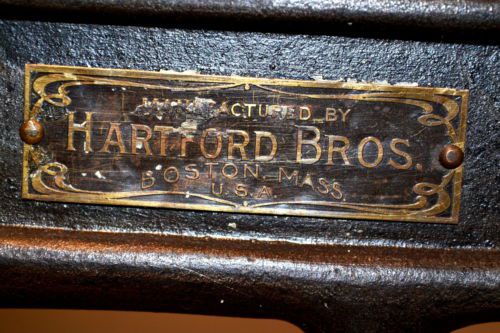 MANUFACTURED BY
HARTFORD BROS.
BOSTON MASS.
U.S.A.